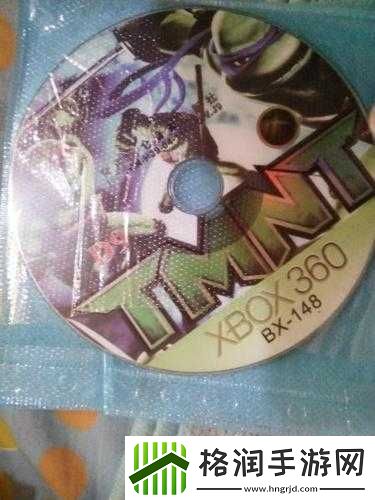 TMNT
XBOX 360
BX-148
格润手游网
www.hngrjd.com